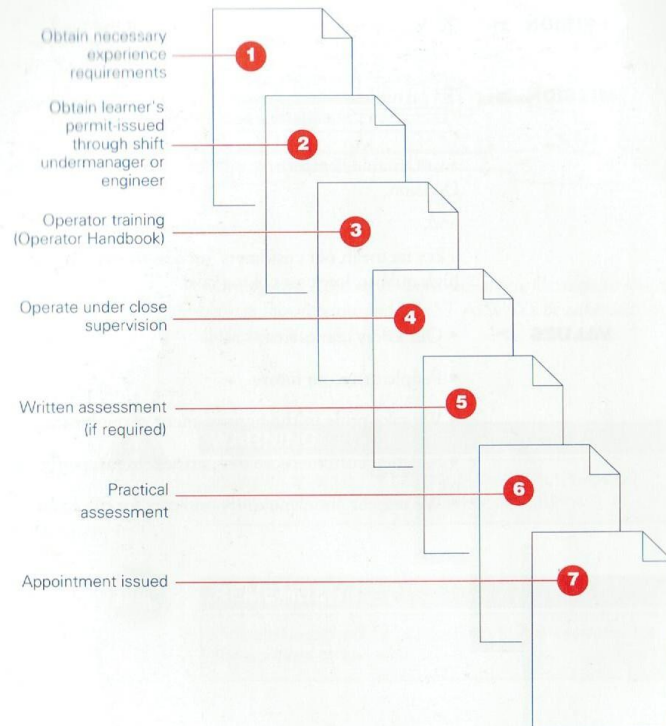 Obtain necessary
experience
requirements
1
Obtain learner's
permit-issued
through shift
undermanager or
engineer
2
Operator training
(Operator Handbook)
3
Operate under close
supervision
4
Written assessment
(if required)
5
Practical
assessment
6
Appointment issued
7
VALUES